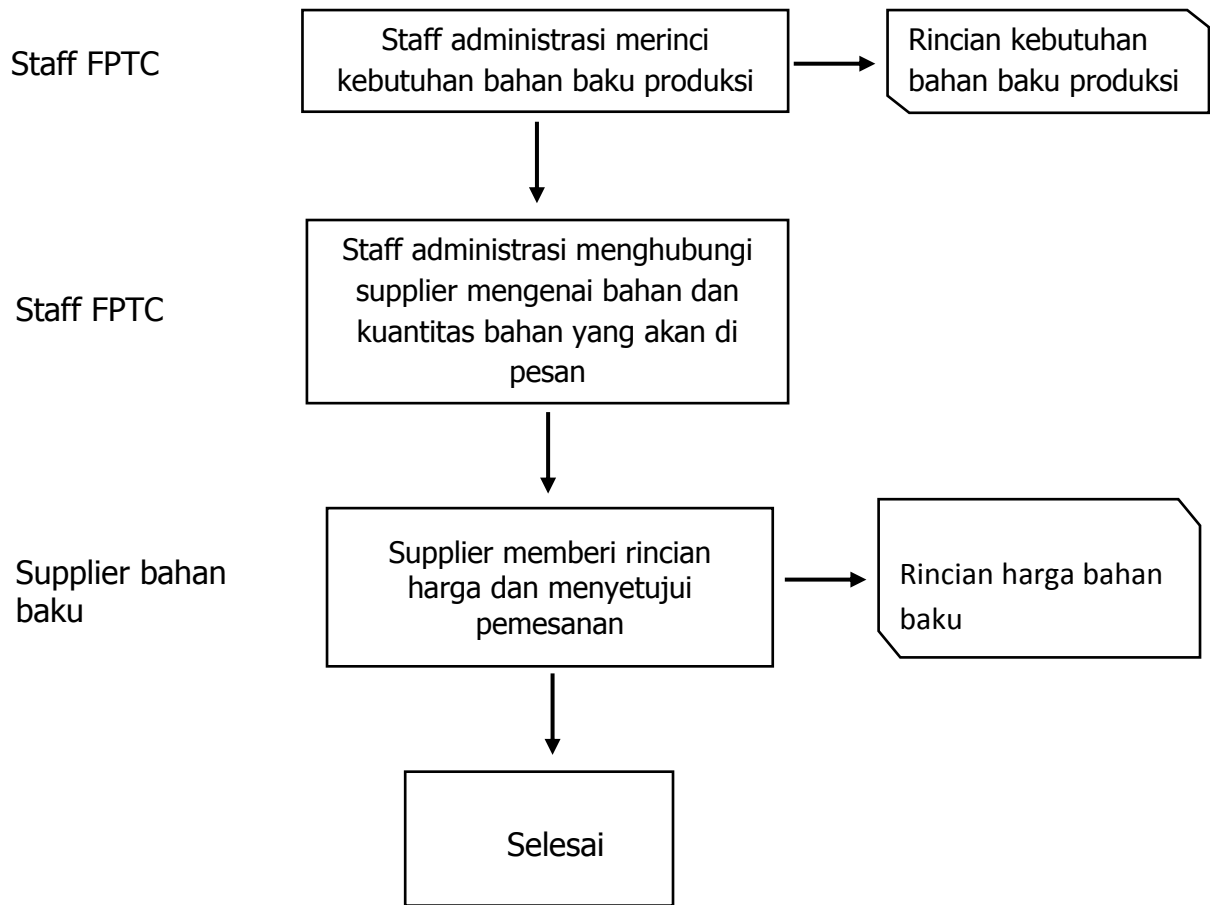 Staff FPTC
Staff administrasi merinci
kebutuhan bahan baku produksi
Rincian kebutuhan
bahan baku produksi
Staff FPTC
Staff administrasi menghubungi
supplier mengenai bahan dan
kuantitas bahan yang akan di
pesan
Supplier bahan
baku
Supplier memberi rincian
harga dan menyetujui
pemesanan
Rincian harga bahan
baku
Selesai